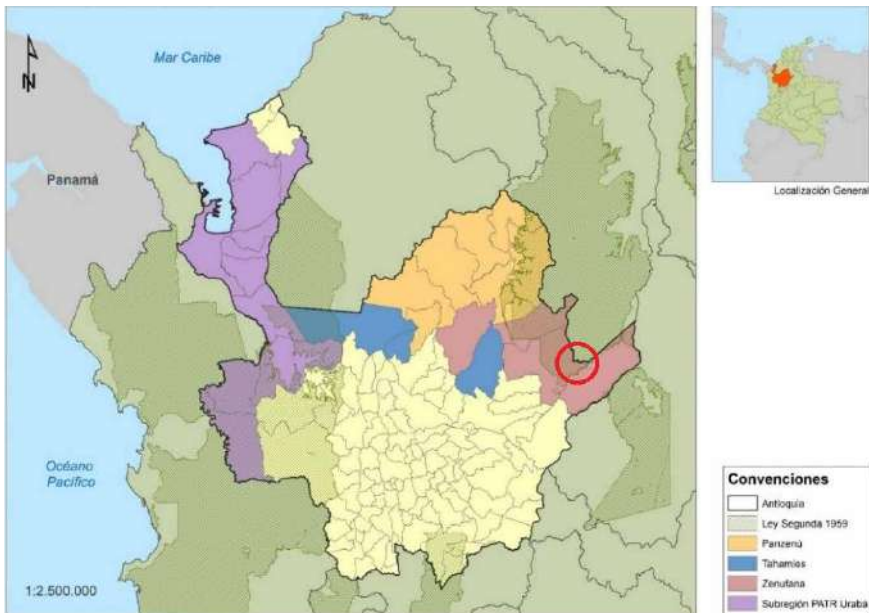 N
Mar Caribe
Panamá
Océano
Pacífico
1:2.500.000
Localización General
Convenciones
Antioquia
Ley Segunda 1959
Panzenú
Tahamíes
Zenufana
Subregión PATR Urabá